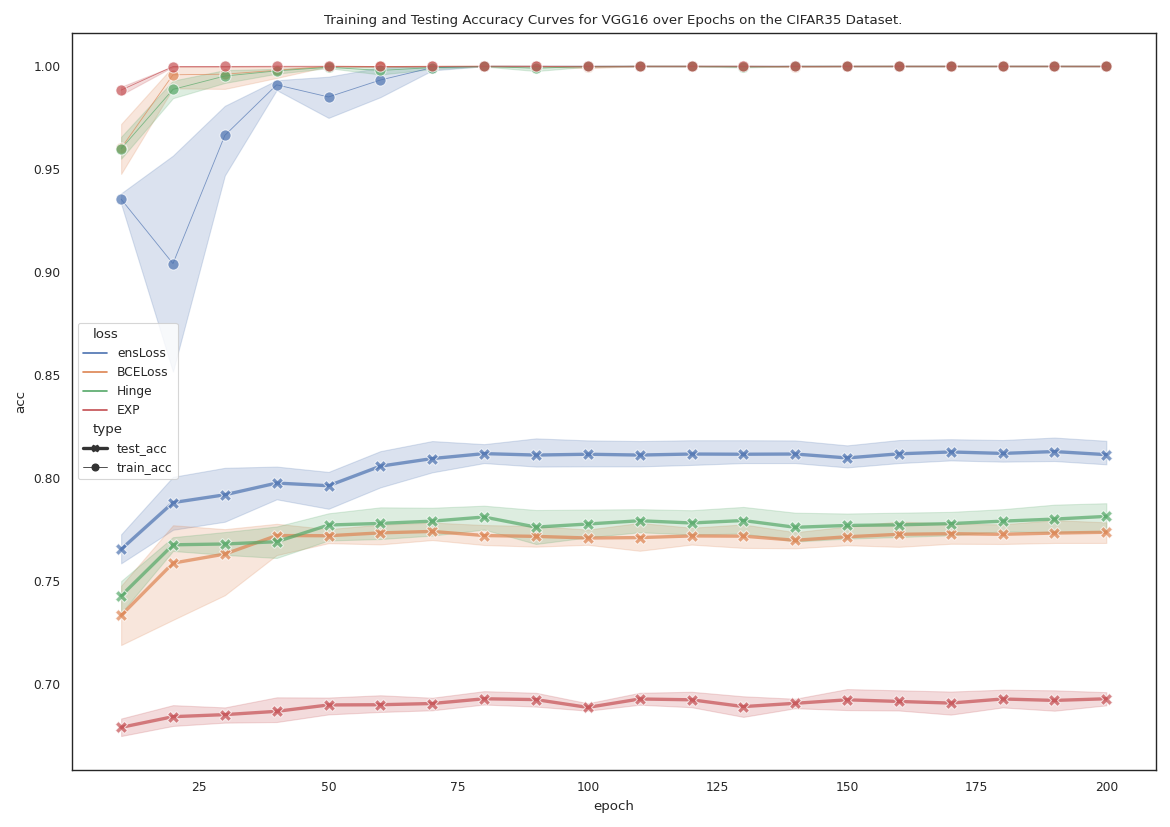 Training and Testing Accuracy Curves for VGG16 over Epochs on the CIFAR35 Dataset.
1.00
0.95
0.90
0.85
0.80
0.75
0.70
acc
loss
ensLoss
BCELoss
Hinge
EXP
type
test_acc
train_acc
25 50 75 100 125 150 175 200
epoch